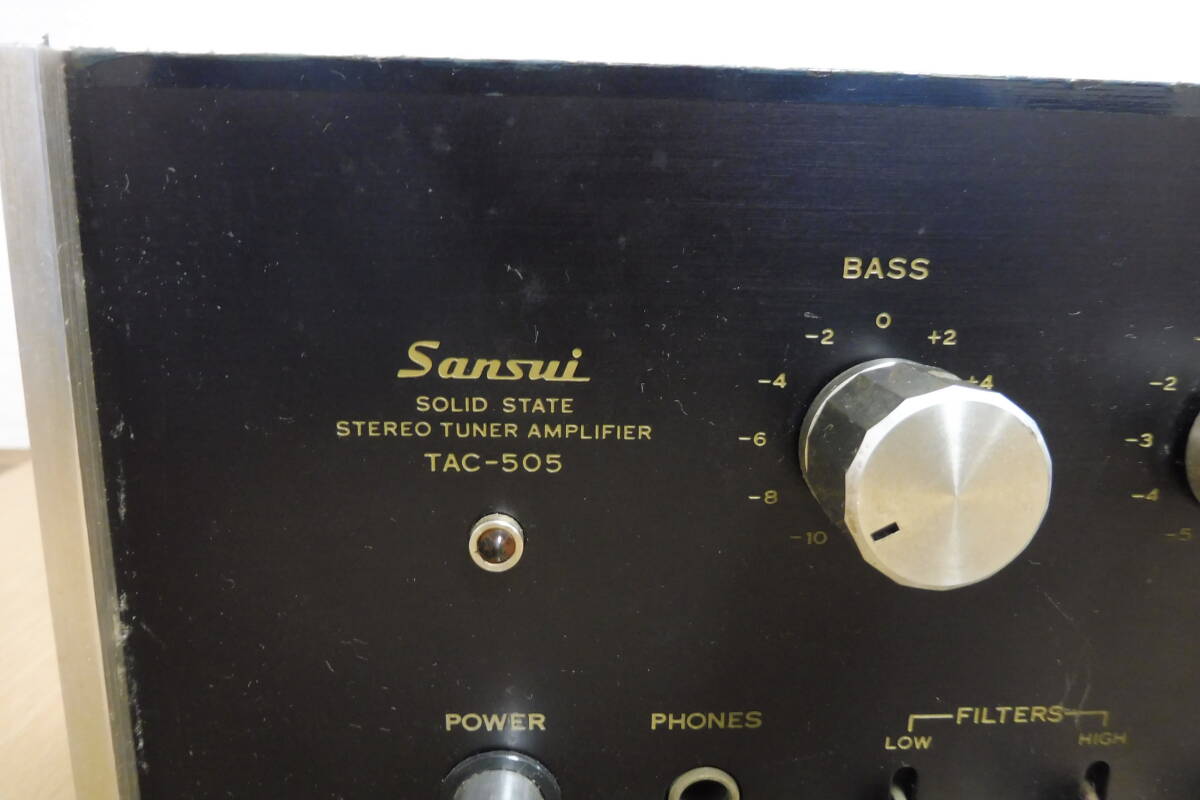 BASS
0
-2 +2
-4 +4
-6
-8
-10
Sansui
SOLID STATE
STEREO TUNER AMPLIFIER
TAC-505
-2
-3
-4
-5
POWER
PHONES
FILTERS
LOW HIGH